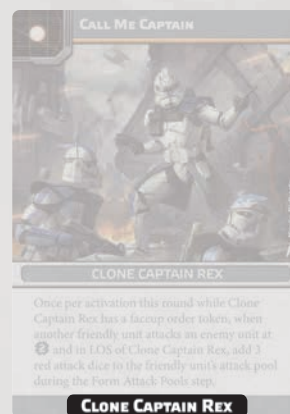 CALL ME CAPTAIN
CLONE CAPTAIN REX
Once per activation this round while Clone
Captain Rex has a faceup order token, when
another friendly unit attacks an enemy unit at
2 and in LOS of Clone Captain Rex, add 3
red attack dice to the friendly unit's attack pool
during the Form Attack Pools step.
CLONE CAPTAIN REX